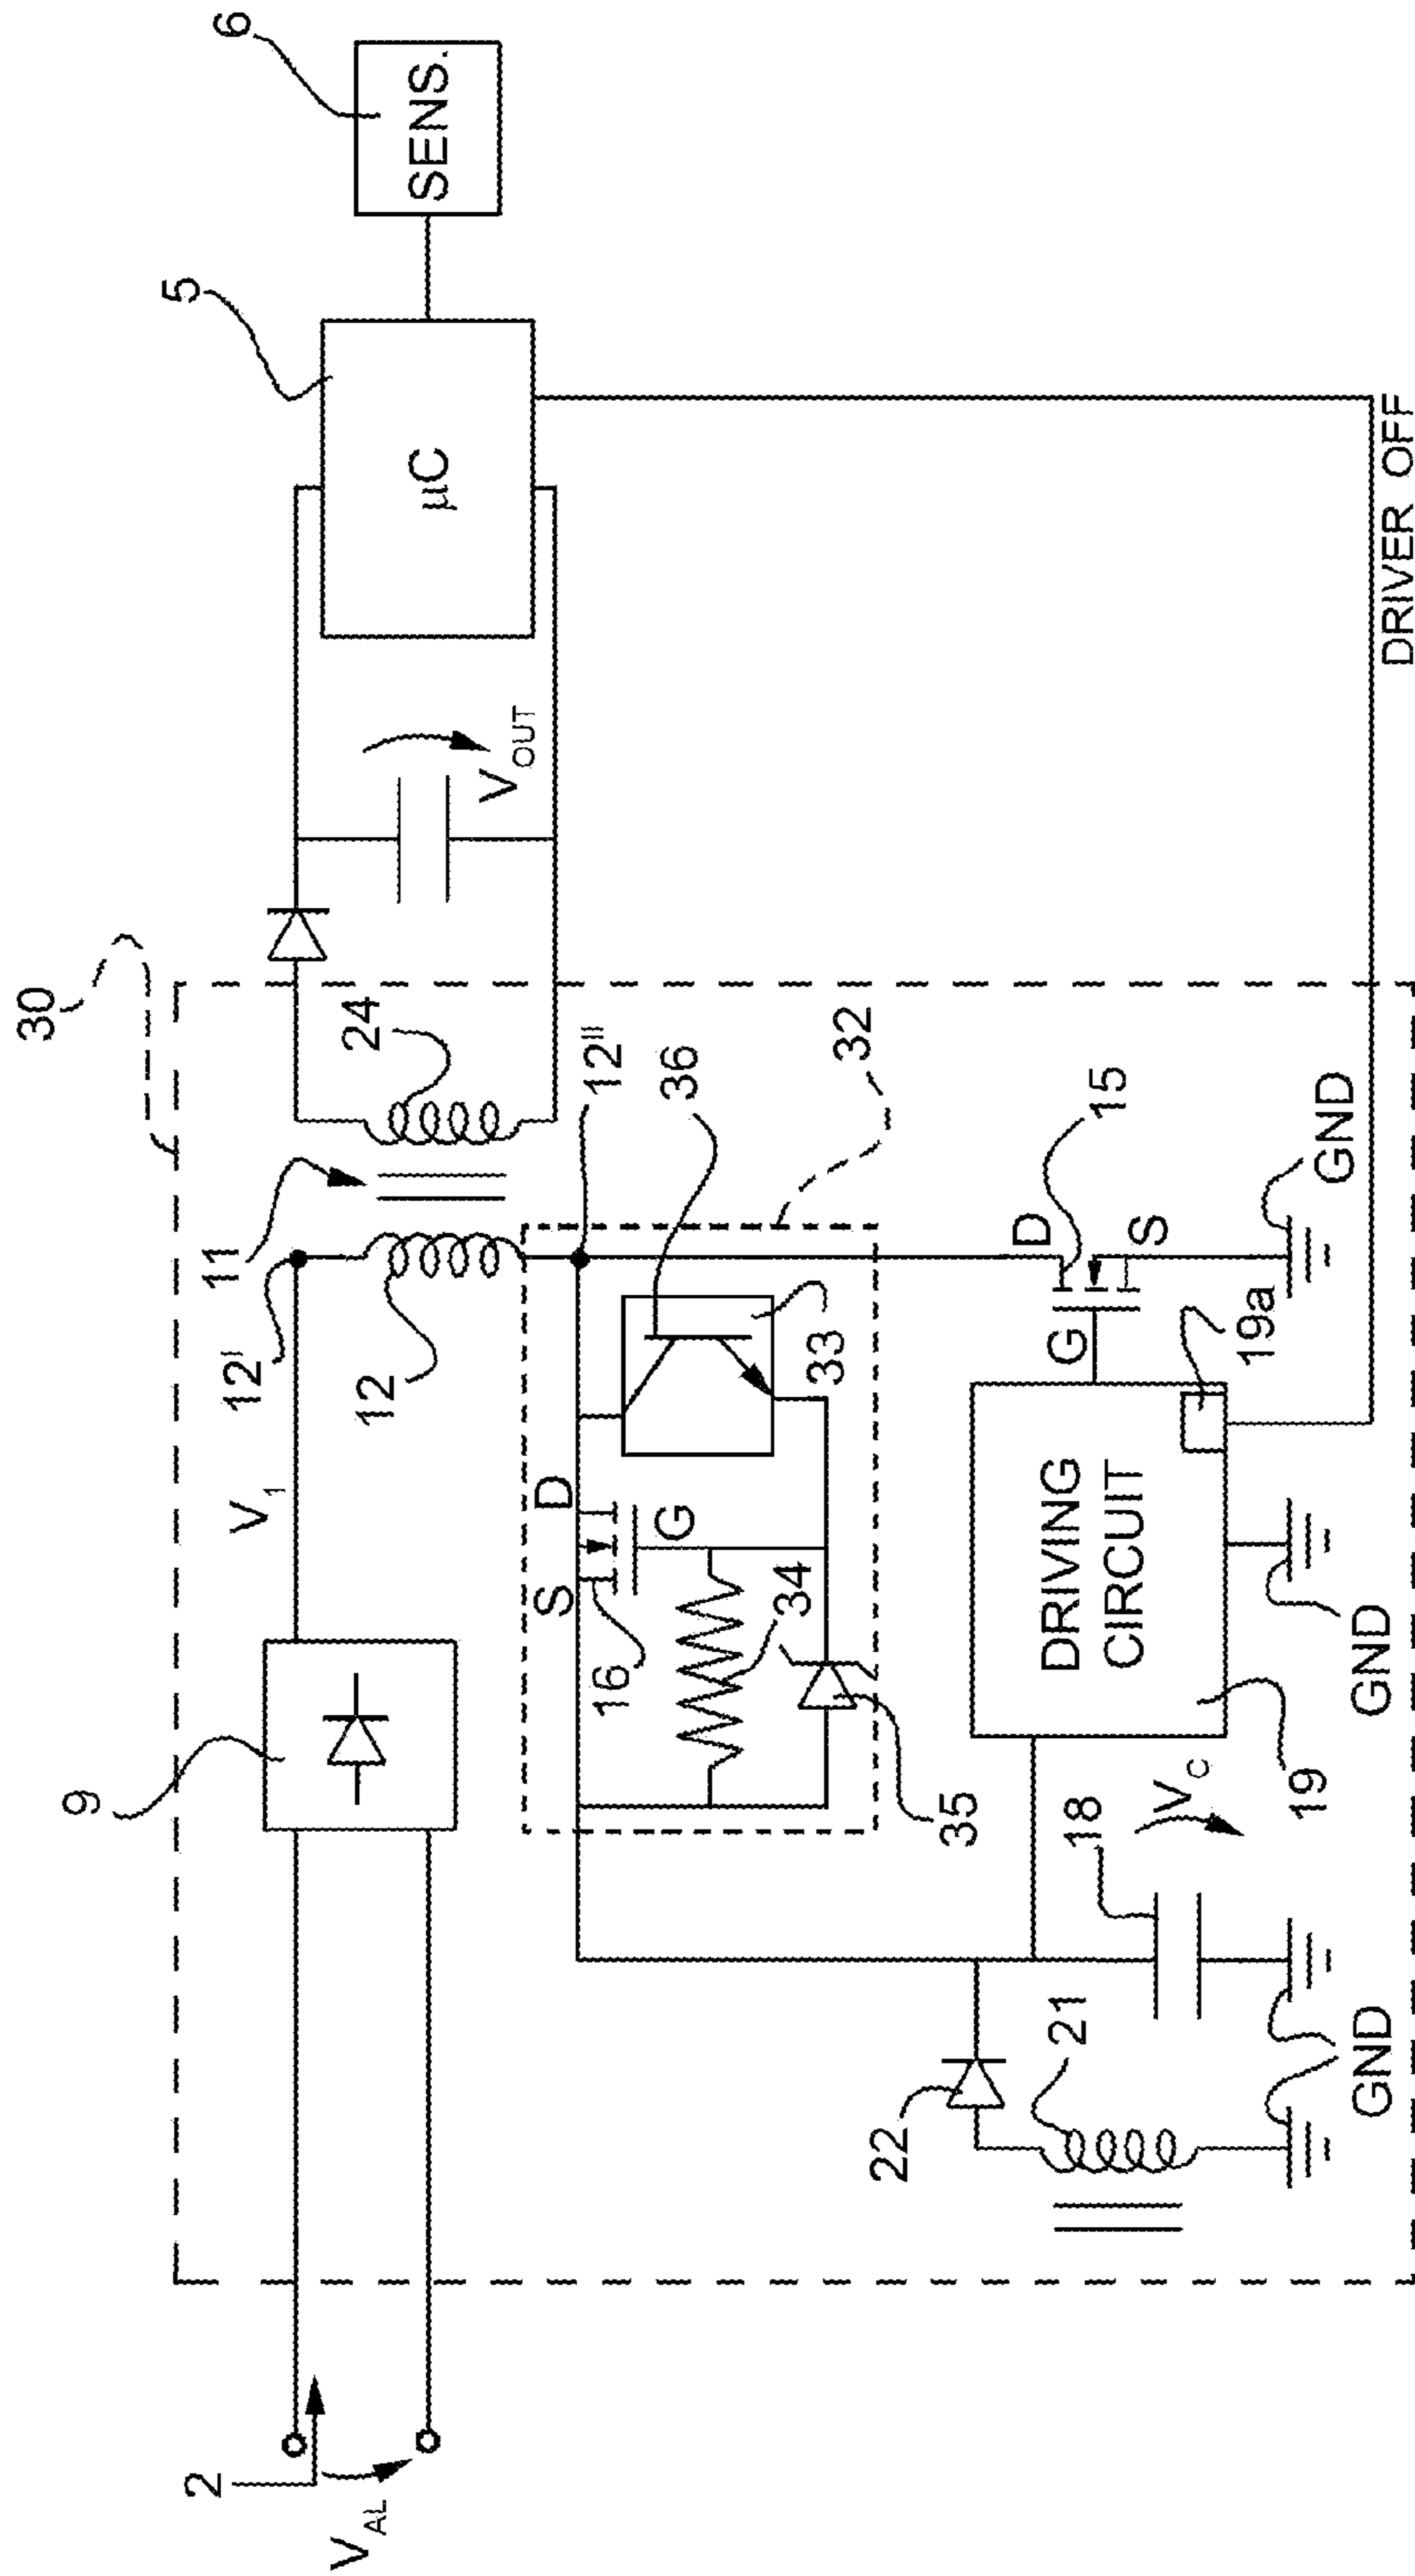 30
6
5
SENS.
µC
V_OUT
9
V₁
12'
11
24
12
12"
36
32
2
V_AL
S
D
G
16
34
35
33
D
15
G
S
22
21
18
V_C
DRIVING
CIRCUIT
19
19a
GND
GND
GND
DRIVER OFF